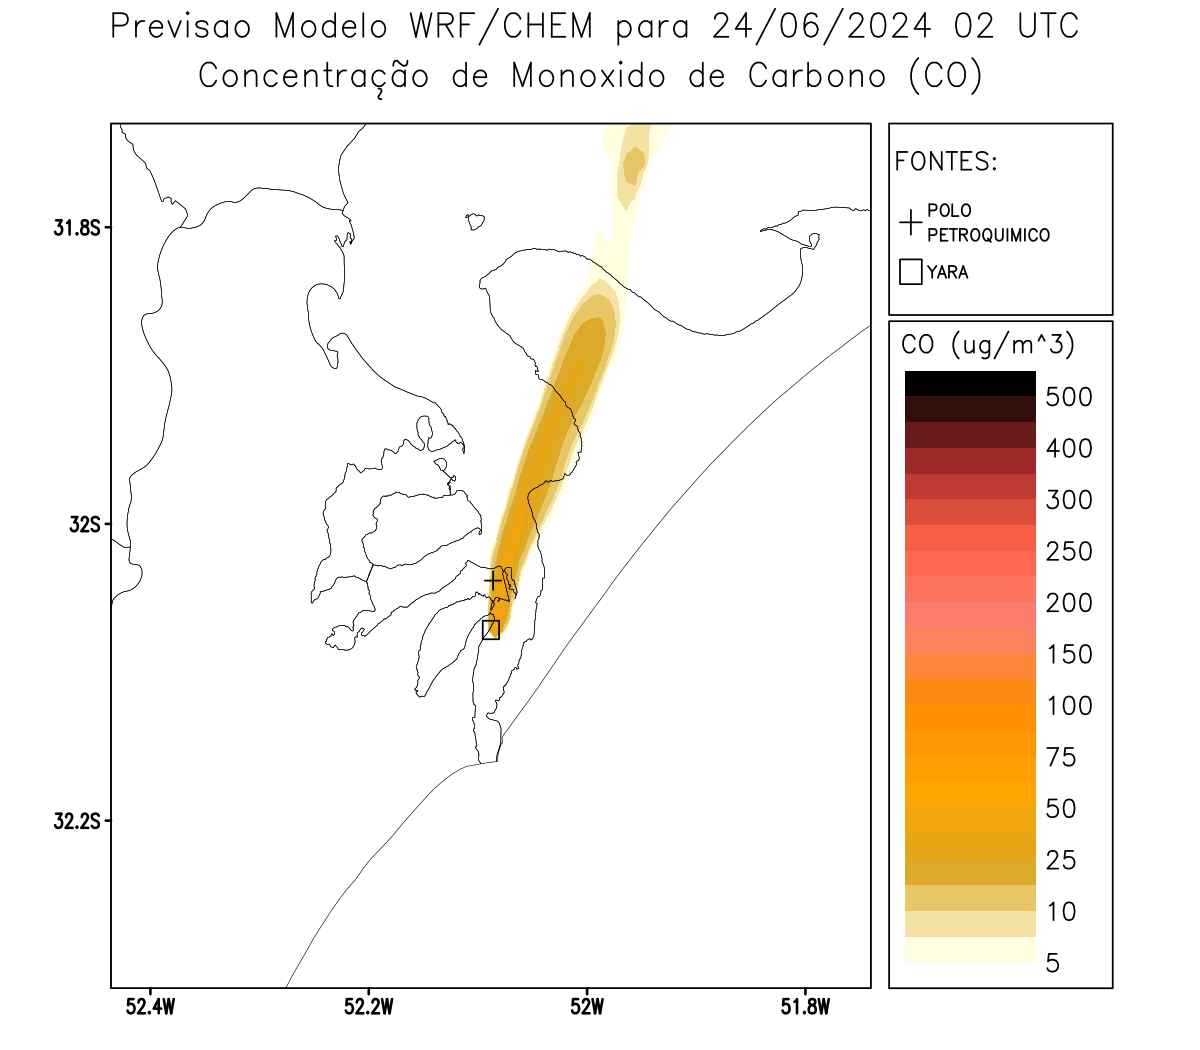 Previsao Modelo WRF/CHEM para 24/06/2024 02 UTC
Concentração de Monoxido de Carbono (CO)
FONTES:
POLO
PETROQUIMICO
YARA
CO (ug/m^3)
500
400
300
250
200
150
100
75
50
25
10
5
31.8S
32S
32.2S
52.4W
52.2W
52W
51.8W